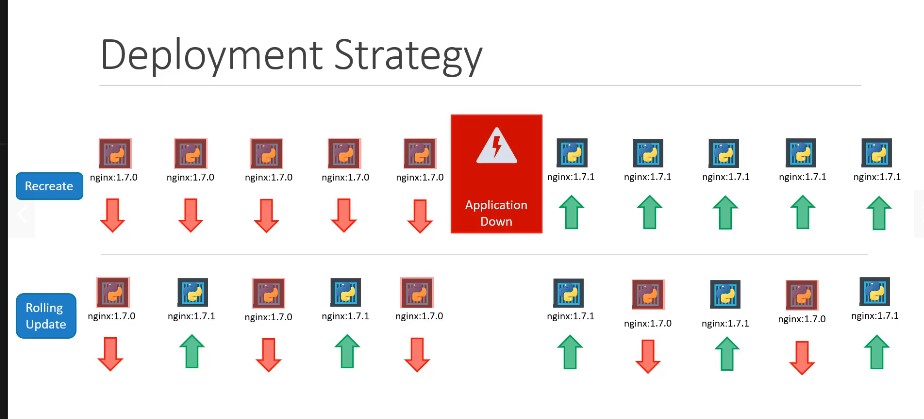 Deployment Strategy
nginx:1.7.0 nginx:1.7.0 nginx:1.7.0 nginx:1.7.0 nginx:1.7.0 nginx:1.7.1 nginx:1.7.1 nginx:1.7.1 nginx:1.7.1 nginx:1.7.1
Recreate
Application
Down
Rolling
Update
nginx:1.7.0 nginx:1.7.1 nginx:1.7.0 nginx:1.7.1 nginx:1.7.0 nginx:1.7.1 nginx:1.7.0 nginx:1.7.1 nginx:1.7.0 nginx:1.7.1